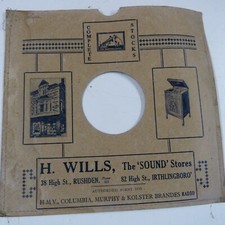 COMPLETE
STOCKS
H. WILLS, The 'SOUND' Stores
38 High St., RUSHDEN. 82 High St., IRTHLINGBORO'
H.M.V., COLUMBIA, MURPHY & KOLSTER BRANDES RADIO